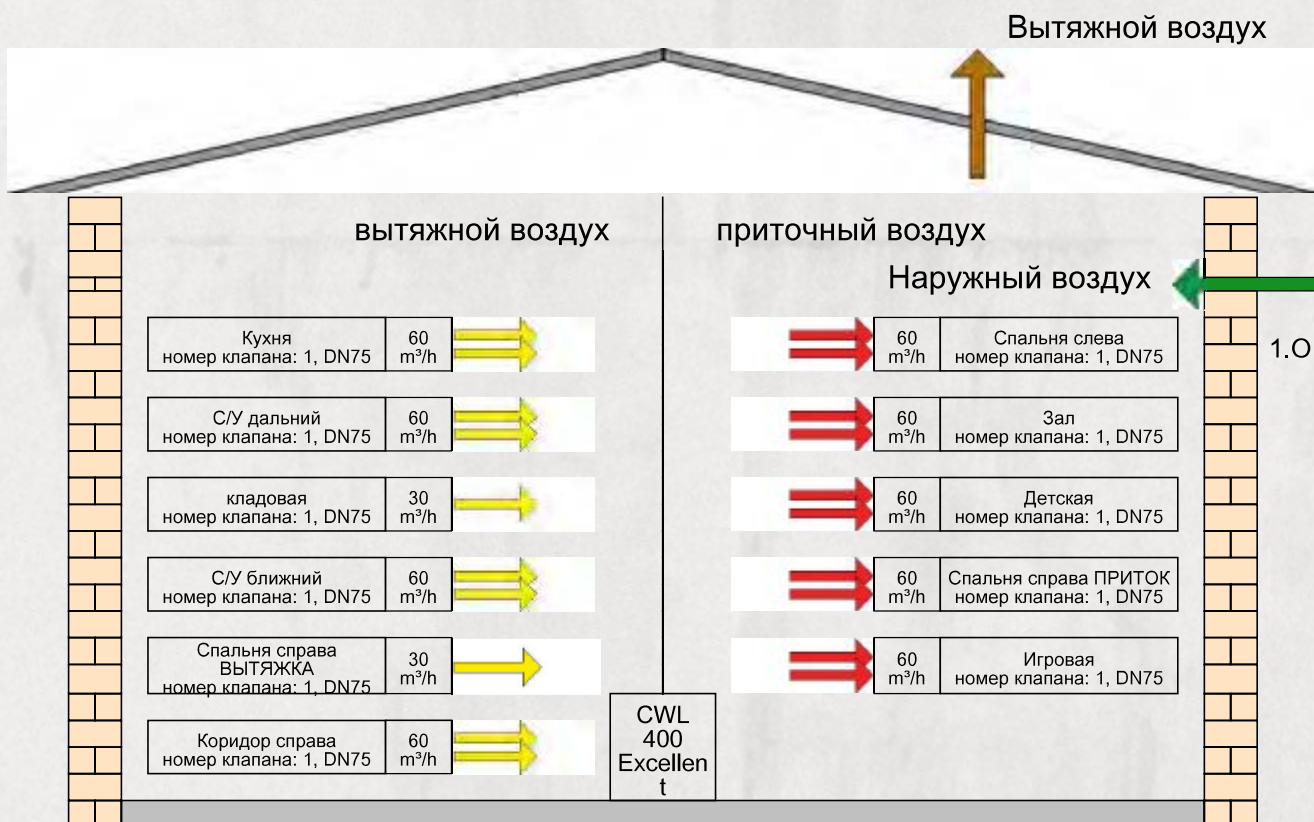 Вытяжной воздух
вытяжной воздух
приточный воздух
Наружный воздух
1.О
Кухня
номер клапана: 1, DN75
60
m³/h
С/У дальний
номер клапана: 1, DN75
60
m³/h
кладовая
номер клапана: 1, DN75
30
m³/h
С/У ближний
номер клапана: 1, DN75
60
m³/h
Спальня справа
ВЫТЯЖКА
номер клапана: 1, DN75
30
m³/h
Коридор справа
номер клапана: 1, DN75
60
m³/h
60
m³/h
Спальня слева
номер клапана: 1, DN75
60
m³/h
Зал
номер клапана: 1, DN75
60
m³/h
Детская
номер клапана: 1, DN75
60
m³/h
Спальня справа ПРИТОК
номер клапана: 1, DN75
60
m³/h
Игровая
номер клапана: 1, DN75
CWL
400
Excellen
t